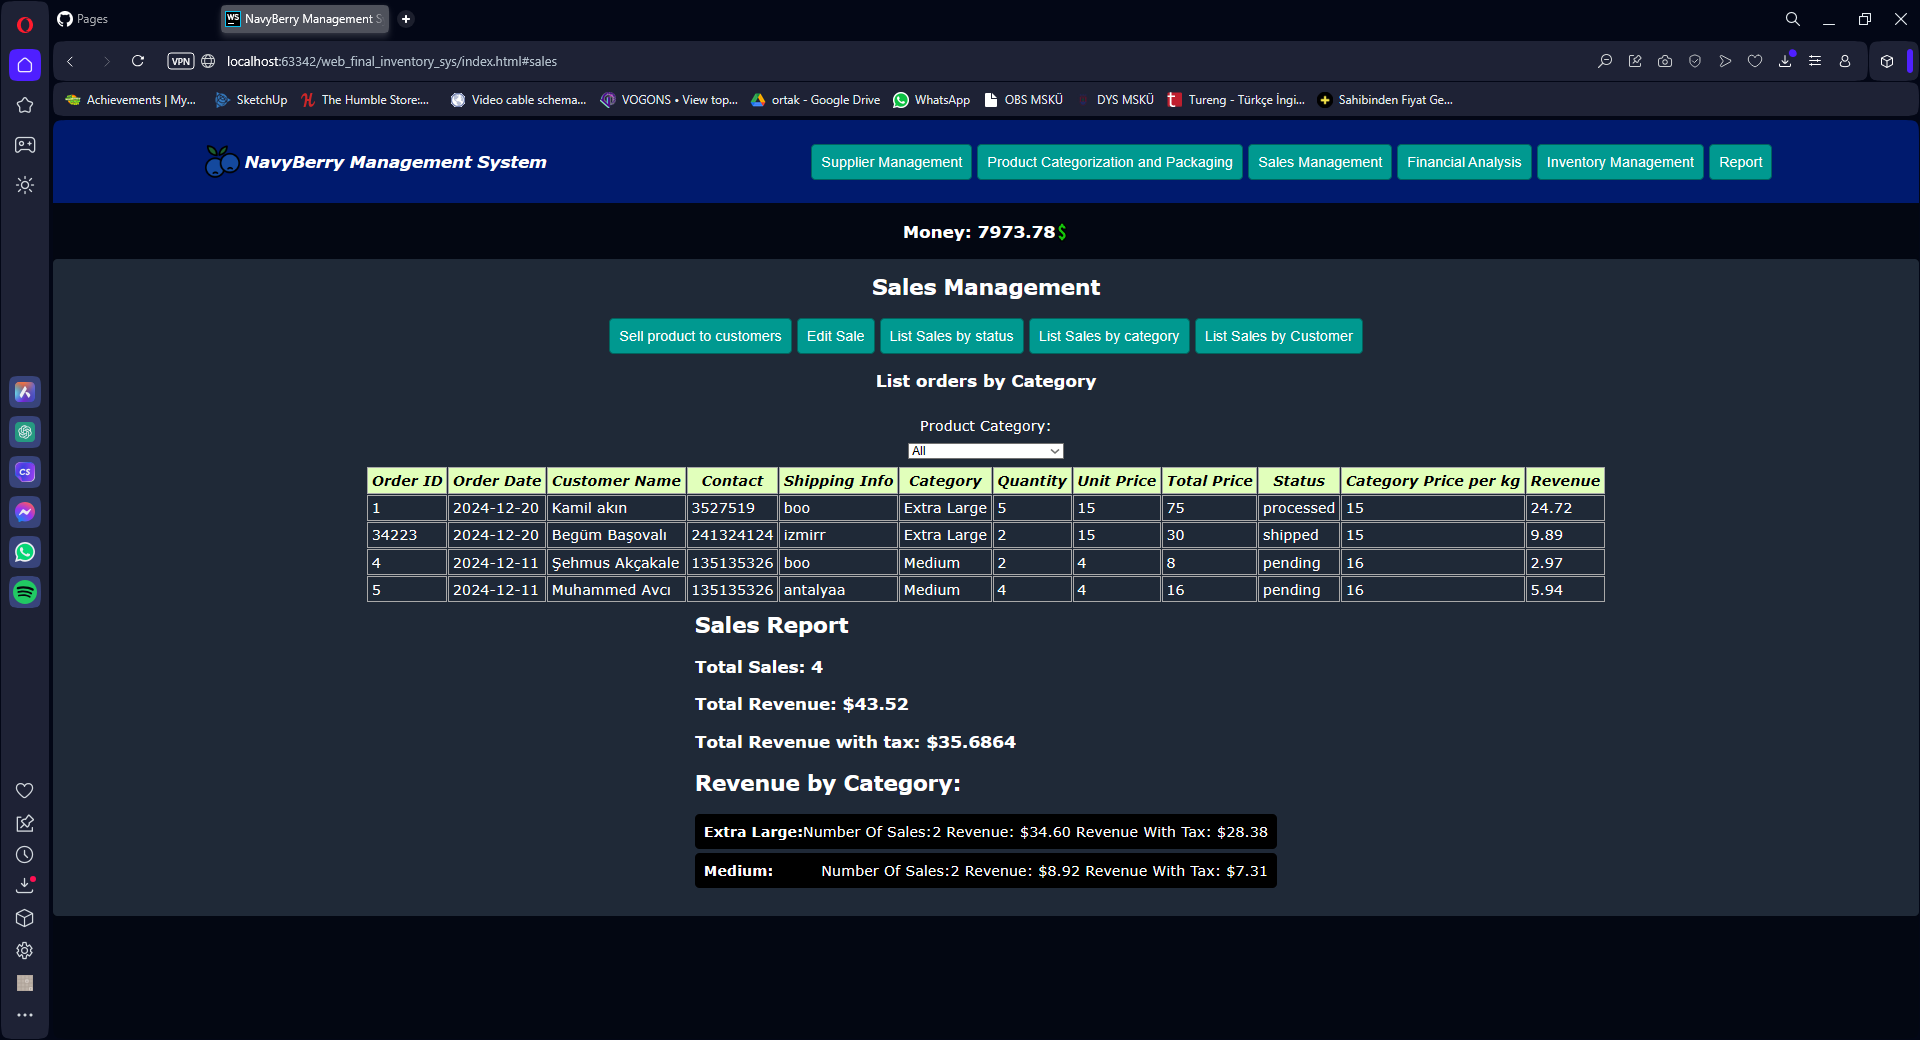 Pages
NavyBerry Management S
VPN
localhost:63342/web_final_inventory_sys/index.html#sales
Achievements | My...
SketchUp
The Humble Store:...
Video cable schema...
VOGONS • View top...
ortak - Google Drive
WhatsApp
OBS MSKÜ
DYS MSKÜ
Tureng - Türkçe İngi...
Sahibinden Fiyat Ge...
NavyBerry Management System
Supplier Management
Product Categorization and Packaging
Sales Management
Financial Analysis
Inventory Management
Report
Money: 7973.78$
Sales Management
Sell product to customers
Edit Sale
List Sales by status
List Sales by category
List Sales by Customer
List orders by Category
Product Category:
All
Order ID Order Date Customer Name Contact Shipping Info Category Quantity Unit Price Total Price Status Category Price per kg Revenue
1 2024-12-20 Kamil akın 3527519 boo Extra Large 5 15 75 processed 15 24.72
34223 2024-12-20 Begüm Başovalı 241324124 izmirr Extra Large 2 15 30 shipped 15 9.89
4 2024-12-11 Şehmus Akçakale 135135326 boo Medium 2 4 8 pending 16 2.97
5 2024-12-11 Muhammed Avcı 135135326 antalyaa Medium 4 4 16 pending 16 5.94
Sales Report
Total Sales: 4
Total Revenue: $43.52
Total Revenue with tax: $35.6864
Revenue by Category:
Extra Large:Number Of Sales:2 Revenue: $34.60 Revenue With Tax: $28.38
Medium: Number Of Sales:2 Revenue: $8.92 Revenue With Tax: $7.31
WS
CS